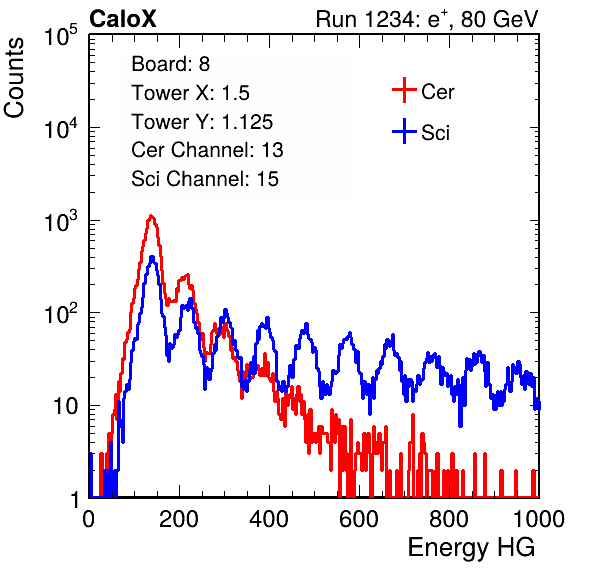 CaloX Run 1234: e⁺, 80 GeV
Counts
10⁵
10⁴
10³
10²
10
1
Board: 8
Tower X: 1.5
Tower Y: 1.125
Cer Channel: 13
Sci Channel: 15
Cer
Sci
0 200 400 600 800 1000
Energy HG